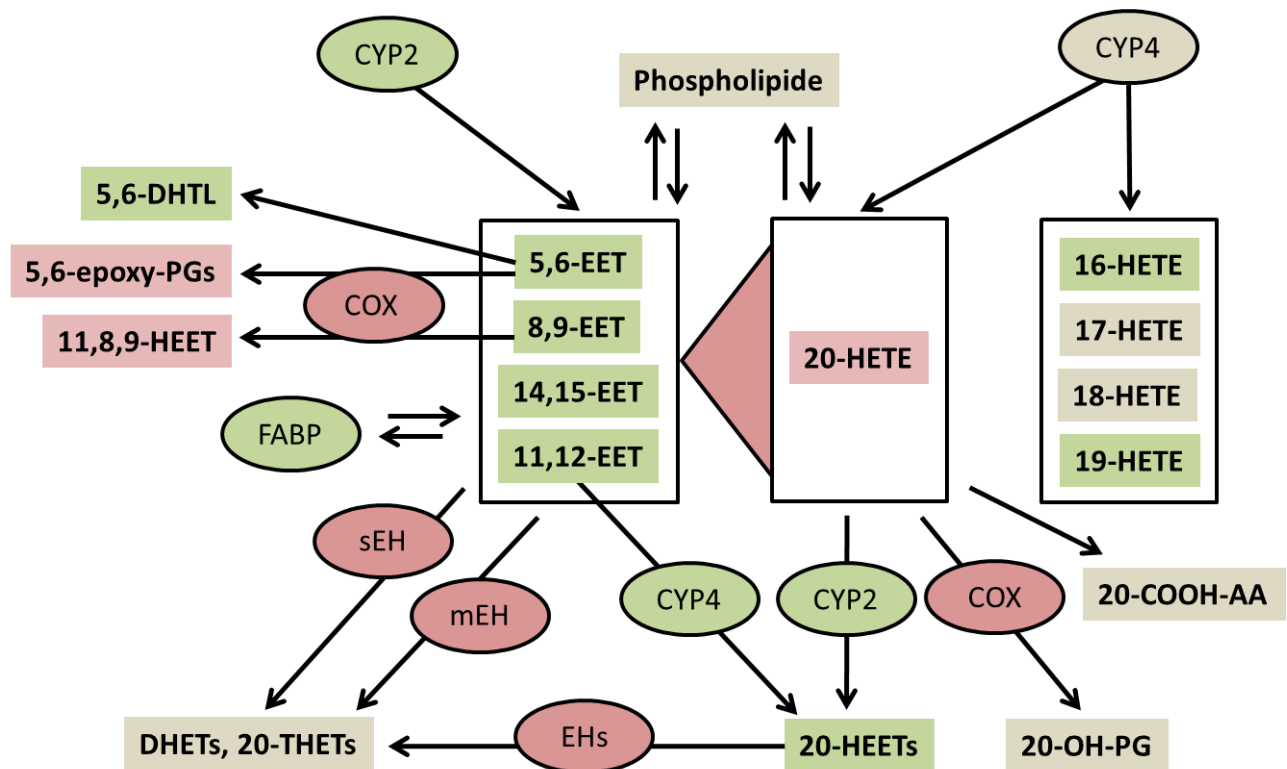 CYP2
CYP4
Phospholipide
5,6-DHTL
5,6-epoxy-PGs
COX
11,8,9-HEET
5,6-EET
8,9-EET
14,15-EET
11,12-EET
20-HETE
16-HETE
17-HETE
18-HETE
19-HETE
FABP
sEH
mEH
CYP4
CYP2
COX
20-COOH-AA
DHETs, 20-THETs
EHs
20-HEETs
20-OH-PG